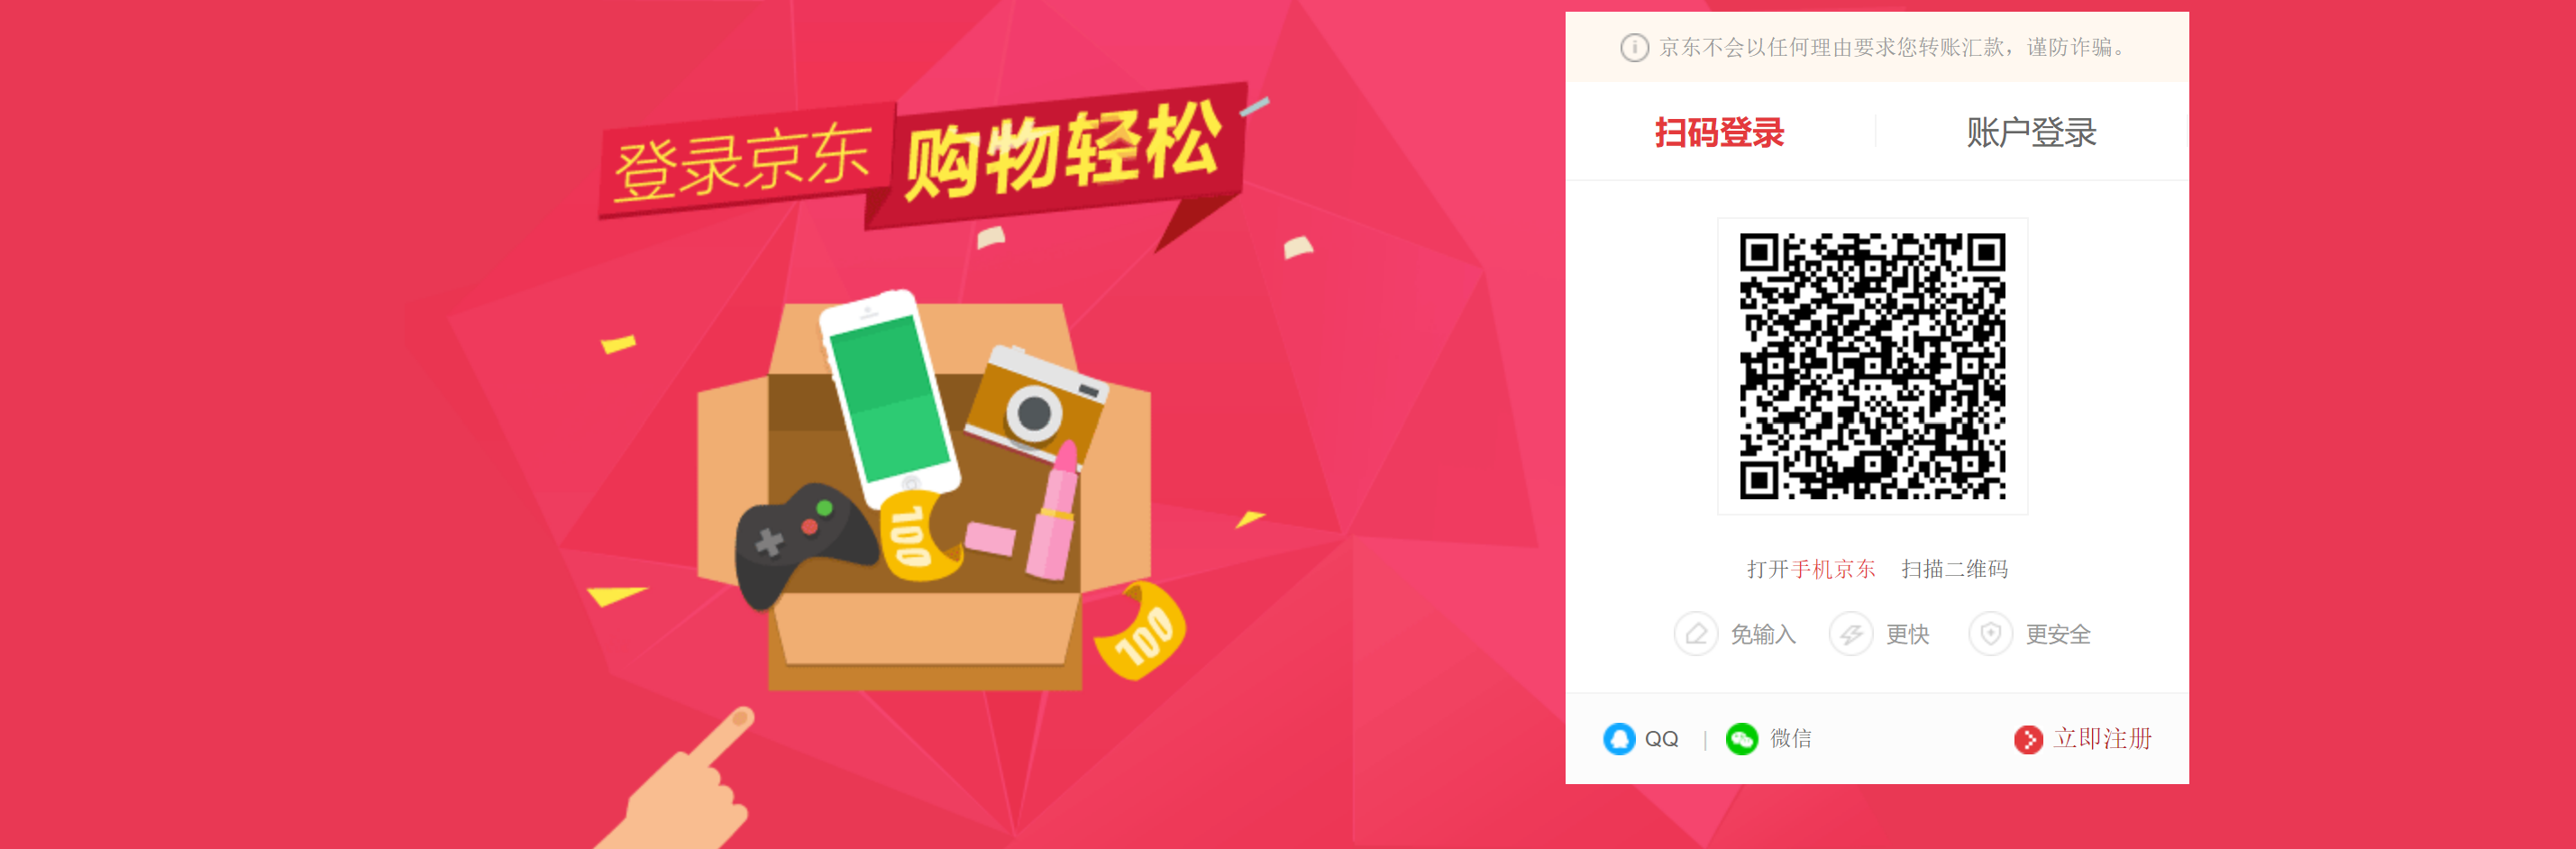 登录京东
购物轻松
100
100
京东不会以任何理由要求您转账汇款，谨防诈骗。
扫码登录
账户登录
打开手机京东 扫描二维码
免输入
更快
更安全
QQ | 微信
立即注册